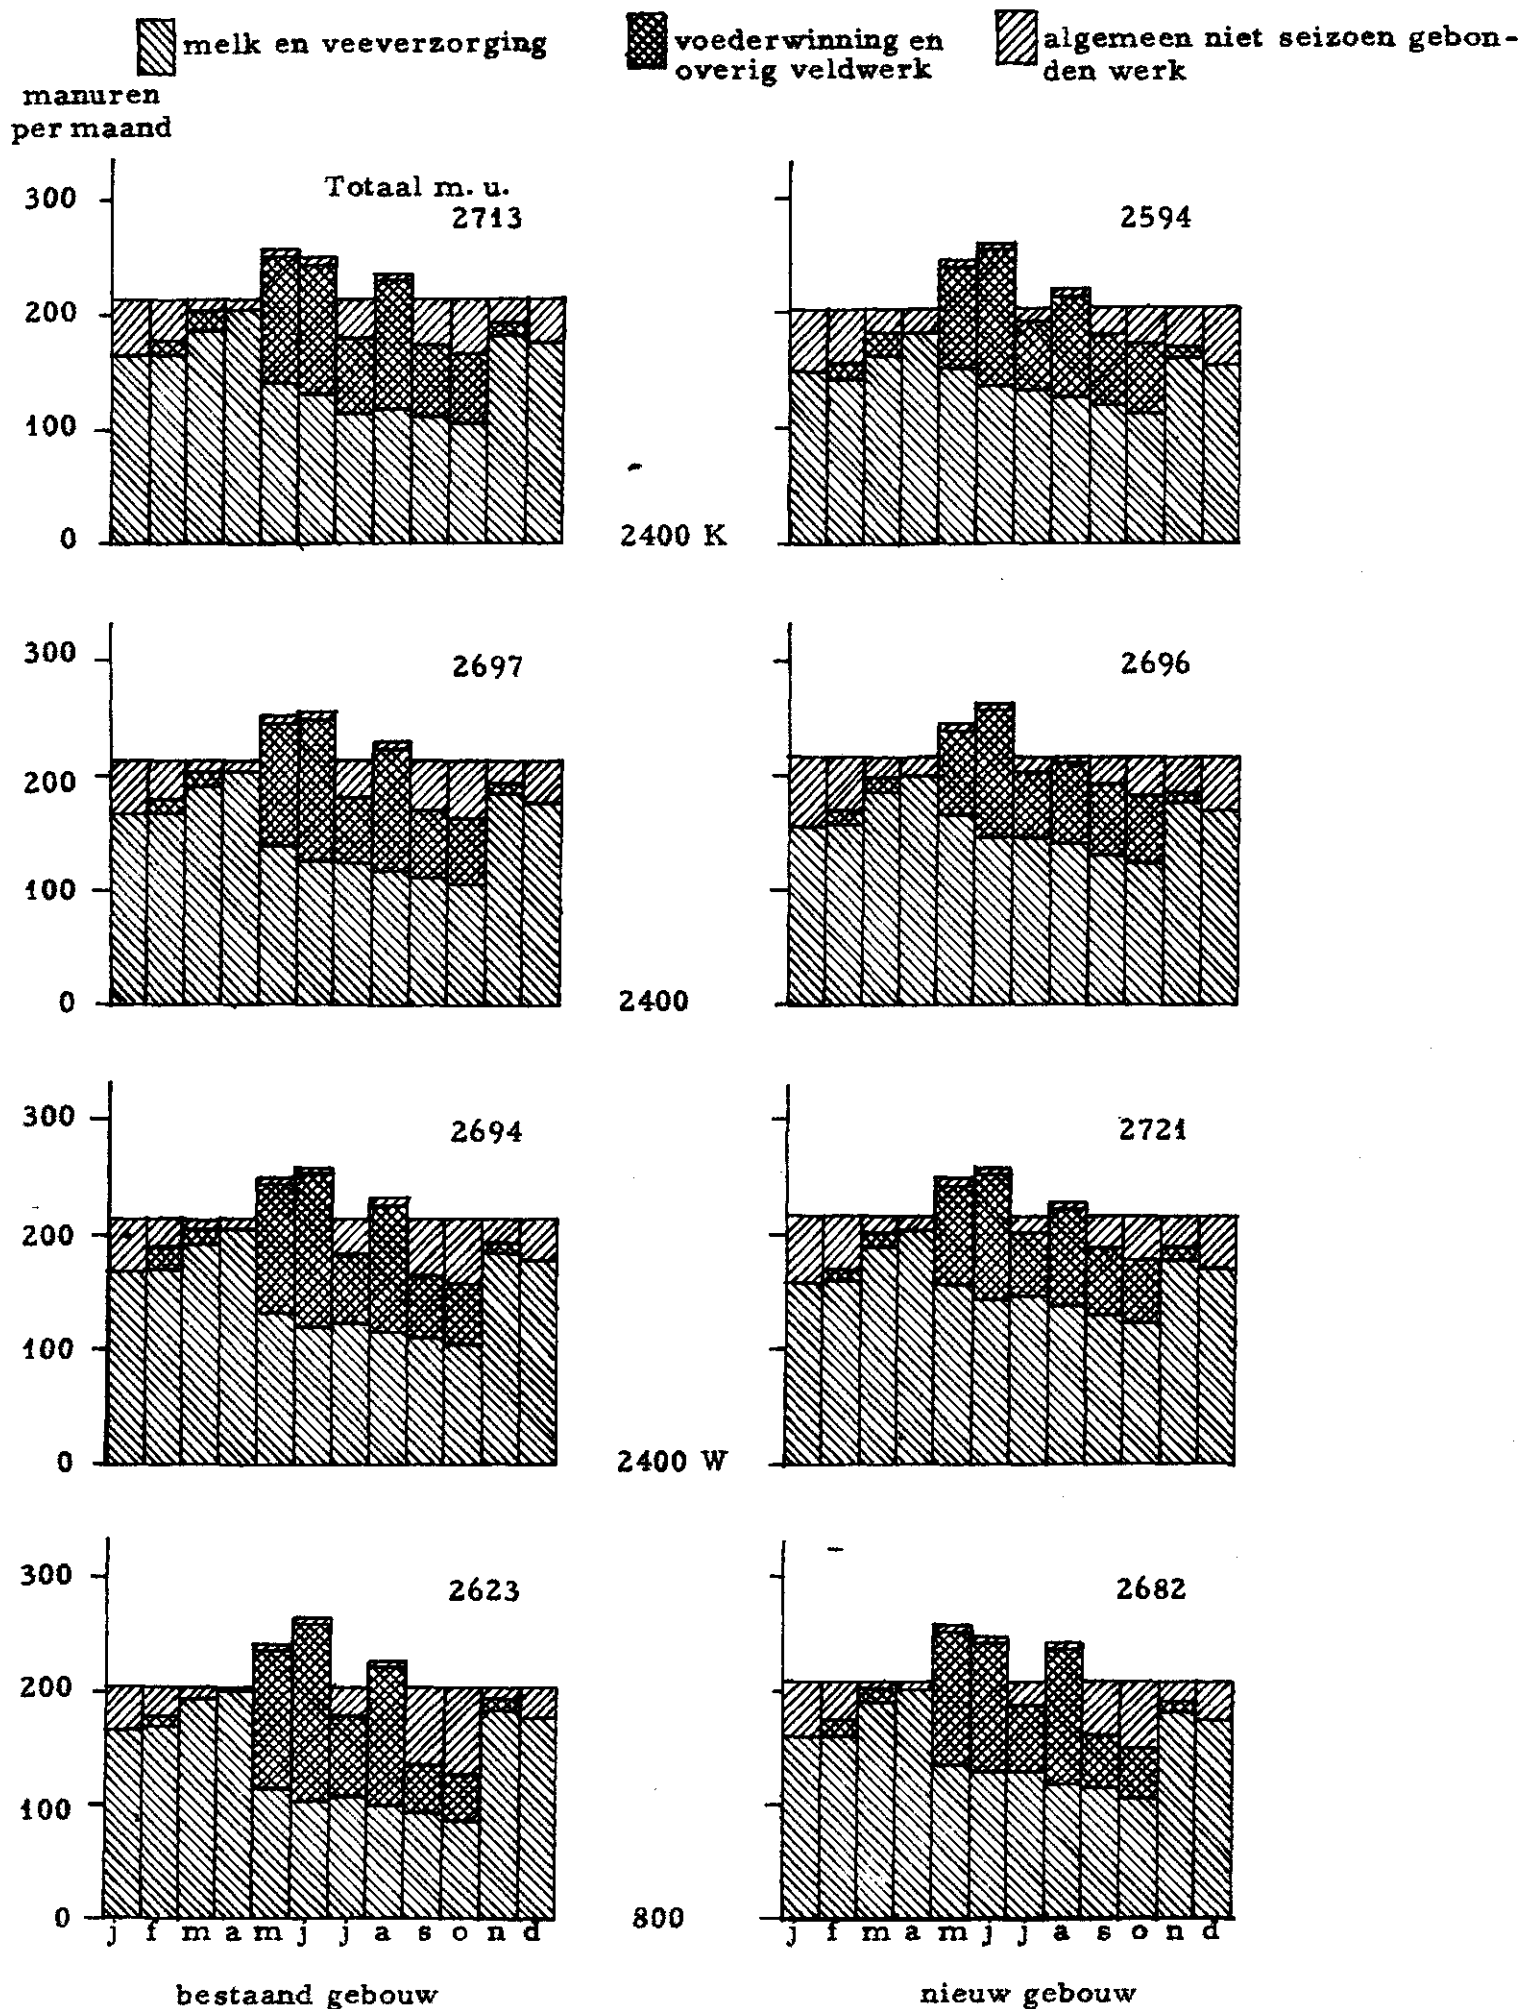 melk en veeverzorging
voederwinning en
overig veldwerk
algemeen niet seizoen gebon-
den werk
manuren
per maand
Totaal m. u.
300
2713
2594
200
100
0
2400 K
300
2697
2696
200
100
0
2400
300
2694
2721
200
100
0
2400 W
300
2623
2682
200
100
0
800
j f m a m j j a s o n d
j f m a m j j a s o n d
bestaand gebouw
nieuw gebouw